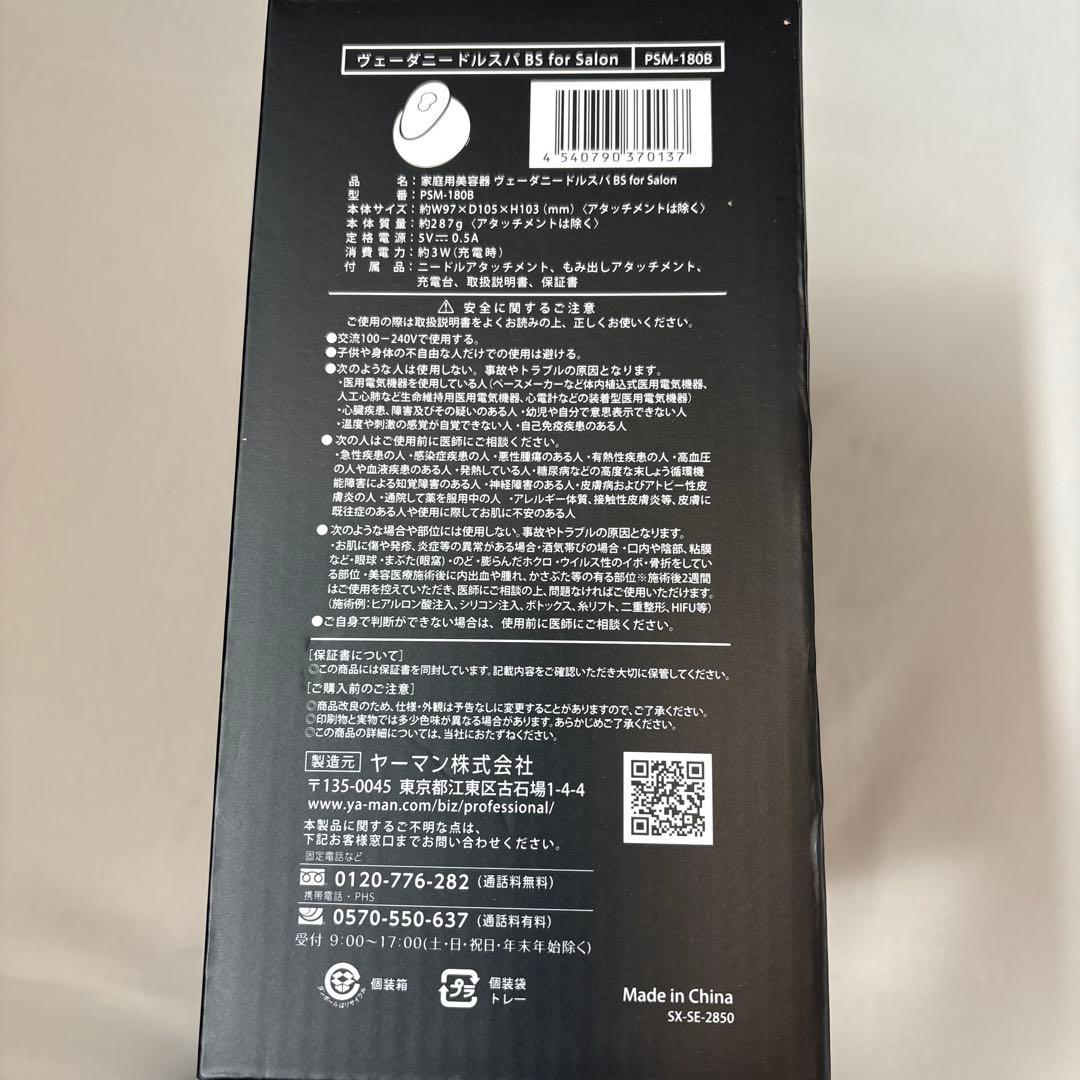 ヴェーダニードルスパ BS for Salon PSM-180B
4 540790 370137
品名：家庭用美容器 ヴェーダニードルスパ BS for Salon
型番：PSM-180B
本体サイズ：約W97×D105×H103（mm）〈アタッチメントは除く〉
本体質量：約287g〈アタッチメントは除く〉
定格電源：5V⎓0.5A
消費電力：約3W（充電時）
付属品：ニードルアタッチメント、もみ出しアタッチメント、
充電台、取扱説明書、保証書
⚠ 安全に関するご注意
ご使用の際は取扱説明書をよくお読みの上、正しくお使いください。
●交流100−240Vで使用する。
●子供や身体の不自由な人だけでの使用は避ける。
●次のような人は使用しない。事故やトラブルの原因となります。
・医用電気機器を使用している人（ペースメーカーなど体内植込式医用電気機器、
人工心肺など生命維持用医用電気機器、心電計などの装着型医用電気機器）
・心臓疾患、障害及びその疑いのある人・幼児や自分で意思表示できない人
・温度や刺激の感覚が自覚できない人・自己免疫疾患のある人
●次の人はご使用前に医師にご相談ください。
・急性疾患の人・感染症疾患の人・悪性腫瘍のある人・有熱性疾患の人・高血圧
の人や血液疾患のある人・発熱している人・糖尿病などの高度な末しょう循環機
能障害による知覚障害のある人・神経障害のある人・皮膚病およびアトピー性皮
膚炎の人・通院して薬を服用中の人 ・アレルギー体質、接触性皮膚炎等、皮膚に
既往症のある人や使用に際してお肌に不安のある人
●次のような場合や部位には使用しない。事故やトラブルの原因となります。
・お肌に傷や発疹、炎症等の異常がある場合・酒気帯びの場合・口内や陰部、粘膜
など・眼球・まぶた(眼窩)・のど・膨らんだホクロ・ウイルス性のイボ・骨折をしてい
る部位・美容医療施術後に内出血や腫れ、かさぶた等の有る部位※施術後2週間
はご使用を控えていただき、医師にご相談の上、問題なければご使用いただけます。
（施術例：ヒアルロン酸注入、シリコン注入、ボトックス、糸リフト、二重整形、HIFU等）
●ご自身で判断ができない場合は、使用前に医師にご相談ください。
［保証書について］
◎この商品には保証書を同封しています。記載内容をご確認いただき大切に保管してください。
［ご購入前のご注意］
◎商品改良のため、仕様・外観は予告なしに変更することがありますので、ご了承ください。
◎印刷物と実物では多少色味が異なる場合があります。あらかじめご了承ください。
◎この商品の詳細については、当社におたずねください。
製造元 ヤーマン株式会社
〒135-0045 東京都江東区古石場1-4-4
www.ya-man.com/biz/professional/
本製品に関するご不明な点は、
下記お客様窓口までお問い合わせください。
固定電話など
0120-776-282（通話料無料）
携帯電話・PHS
0570-550-637（通話料有料）
受付 9:00〜17:00(土・日・祝日・年末年始除く)
ダンボールはリサイクル 個装箱
プラ 個装袋
トレー
Made in China
SX-SE-2850